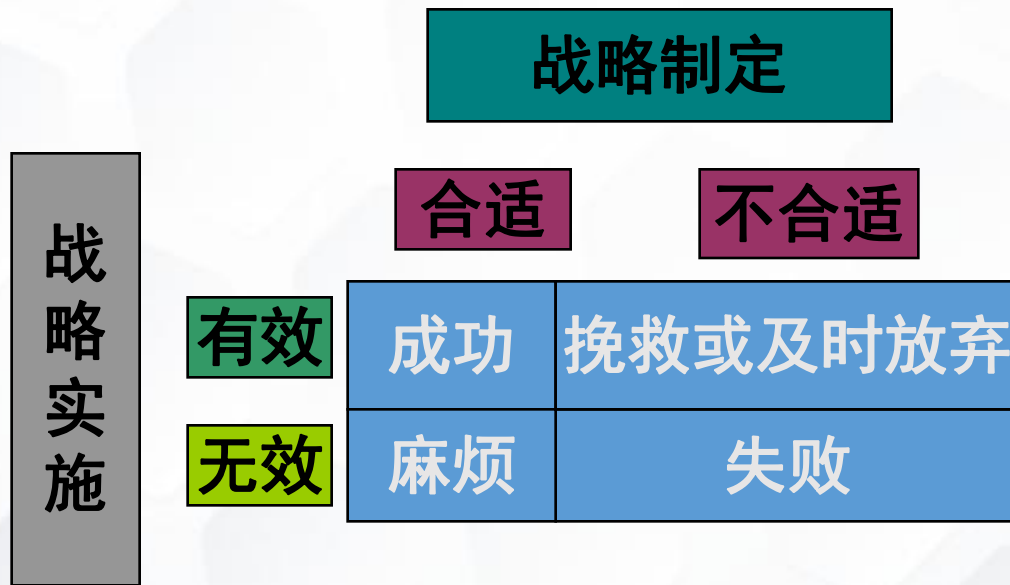 战略制定
合适 不合适
战略实施
有效 成功 挽救或及时放弃
无效 麻烦 失败